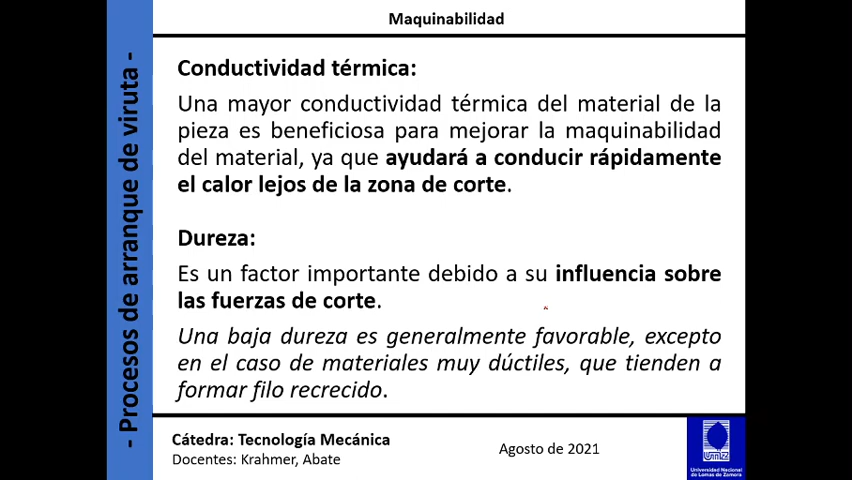 Maquinabilidad
- Procesos de arranque de viruta -
Conductividad térmica:
Una mayor conductividad térmica del material de la
pieza es beneficiosa para mejorar la maquinabilidad
del material, ya que ayudará a conducir rápidamente
el calor lejos de la zona de corte.
Dureza:
Es un factor importante debido a su influencia sobre
las fuerzas de corte.
Una baja dureza es generalmente favorable, excepto
en el caso de materiales muy dúctiles, que tienden a
formar filo recrecido.
Cátedra: Tecnología Mecánica
Docentes: Krahmer, Abate
Agosto de 2021
Universidad Nacional
de Lomas de Zamora